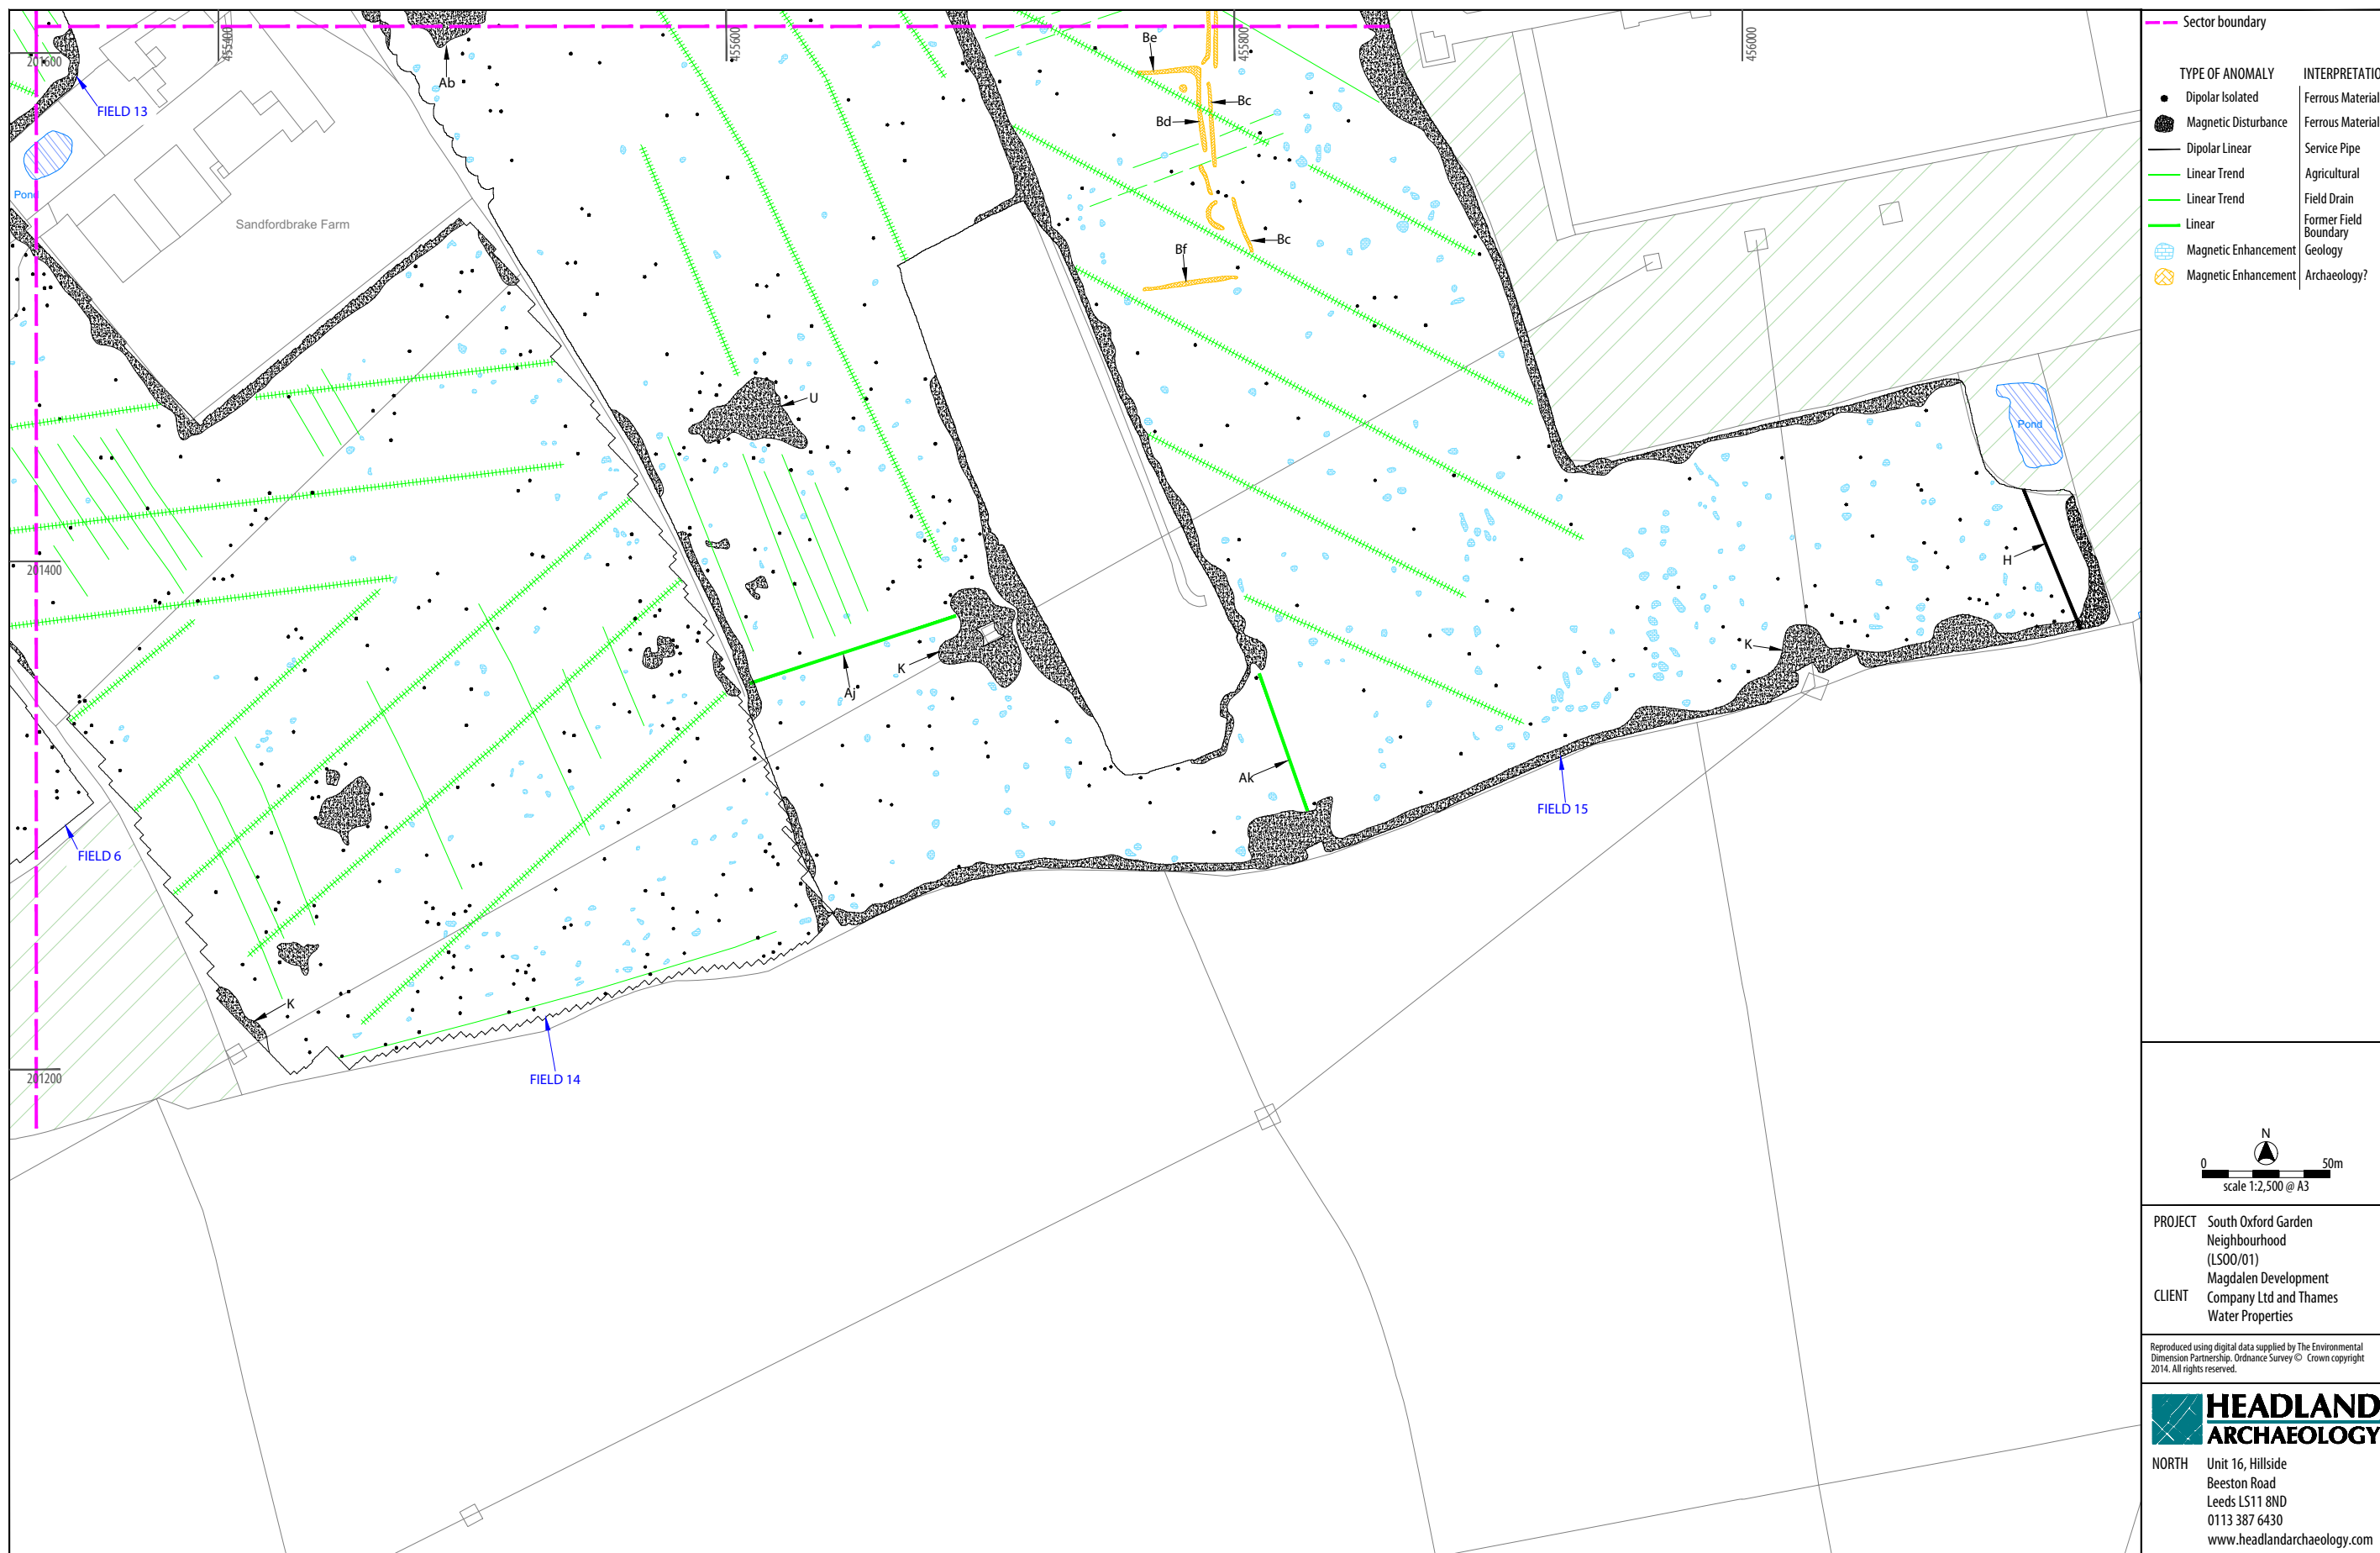 Sector boundary
TYPE OF ANOMALY INTERPRETATIO
Dipolar Isolated Ferrous Material
Magnetic Disturbance Ferrous Material
Dipolar Linear Service Pipe
Linear Trend Agricultural
Linear Trend Field Drain
Linear Former Field
Boundary
Magnetic Enhancement Geology
Magnetic Enhancement Archaeology?
201600
455400
455600
455800
456000
Ab
Be
Bc
Bd
FIELD 13
Pond
Sandfordbrake Farm
Bc
Bf
U
Pond
201400
H
K
K
Aj
Ak
FIELD 15
FIELD 6
K
201200
FIELD 14
N
0 50m
scale 1:2,500 @ A3
PROJECT South Oxford Garden
Neighbourhood
(LSOO/01)
Magdalen Development
CLIENT Company Ltd and Thames
Water Properties
Reproduced using digital data supplied by The Environmental
Dimension Partnership. Ordnance Survey © Crown copyright
2014. All rights reserved.
HEADLAND
ARCHAEOLOGY
NORTH Unit 16, Hillside
Beeston Road
Leeds LS11 8ND
0113 387 6430
www.headlandarchaeology.com